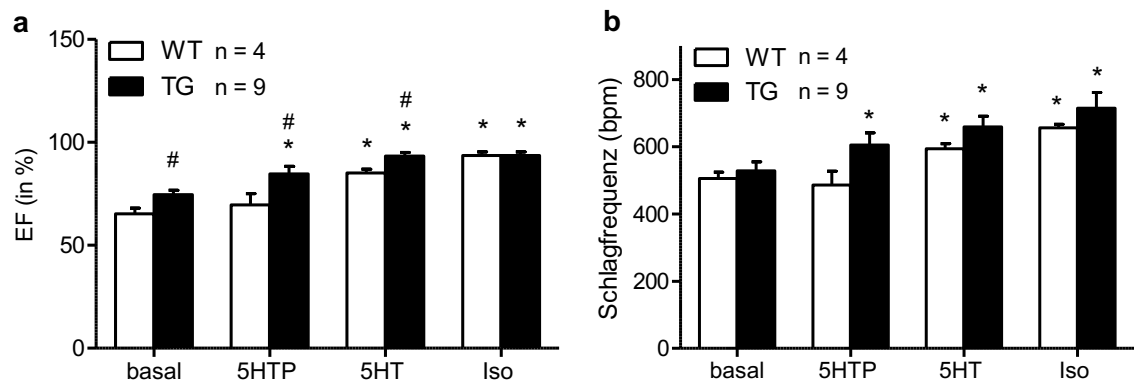 a
150
100
50
0
EF (in %)
WT n = 4
TG n = 9
#
#
*
*
#
*
*
*
basal
5HTP
5HT
Iso
b
800
600
400
200
0
Schlagfrequenz (bpm)
WT n = 4
TG n = 9
*
*
*
*
*
basal
5HTP
5HT
Iso